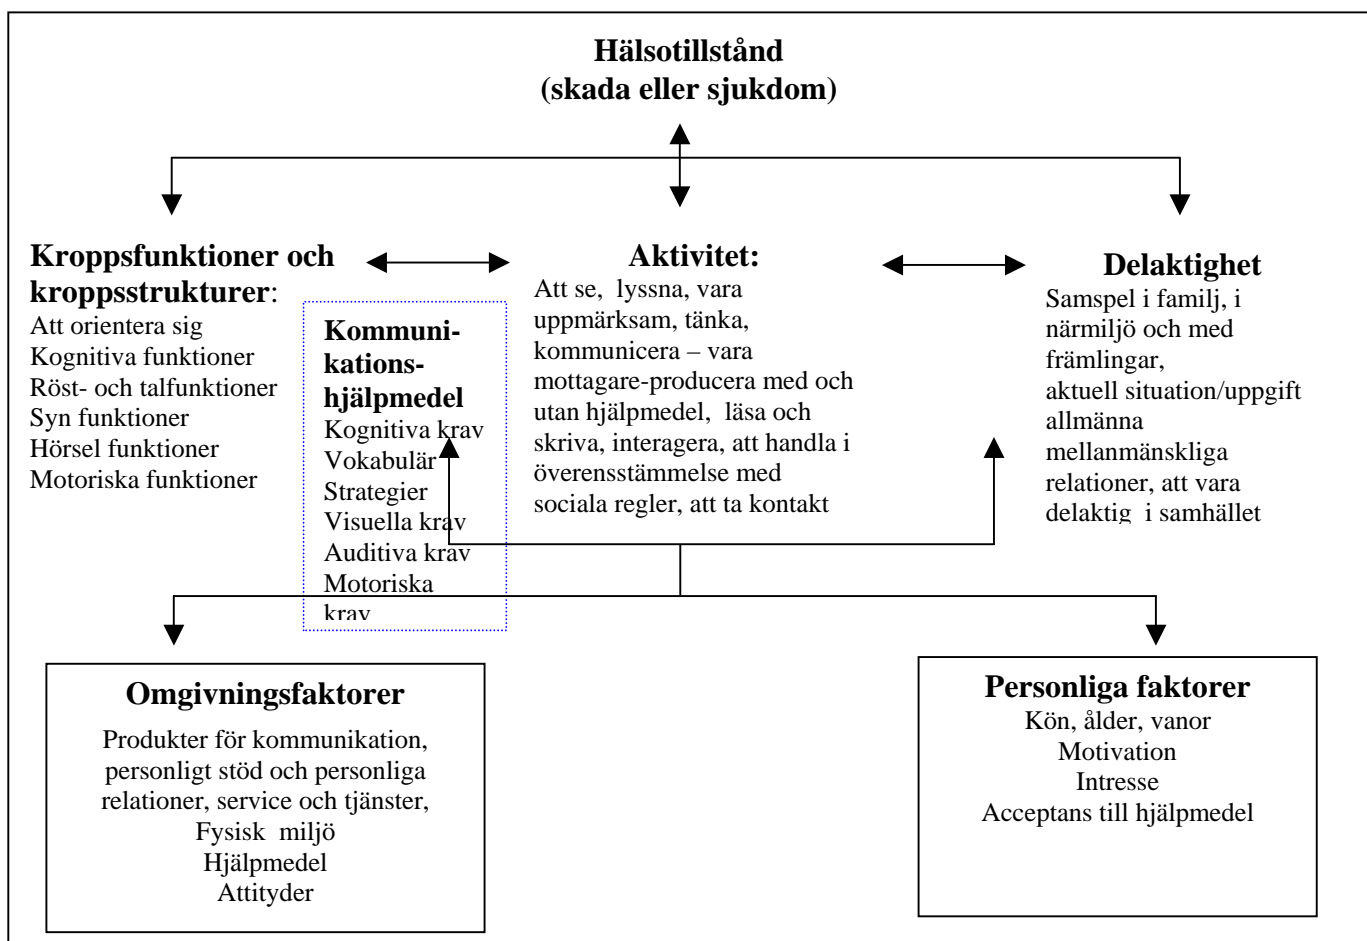 Hälsotillstånd
(skada eller sjukdom)
Kroppsfunktioner och
kroppsstrukturer:
Att orientera sig
Kognitiva funktioner
Röst- och talfunktioner
Syn funktioner
Hörsel funktioner
Motoriska funktioner
Kommuni-
kations-
hjälpmedel
Kognitiva krav
Vokabulär
Strategier
Visuella krav
Auditiva krav
Motoriska
krav
Aktivitet:
Att se, lyssna, vara
uppmärksam, tänka,
kommunicera – vara
mottagare-producera med och
utan hjälpmedel, läsa och
skriva, interagera, att handla i
överensstämmelse med
sociala regler, att ta kontakt
Delaktighet
Samspel i familj, i
närmiljö och med
främlingar,
aktuell situation/uppgift
allmänna
mellanmänskliga
relationer, att vara
delaktig i samhället
Omgivningsfaktorer
Produkter för kommunikation,
personligt stöd och personliga
relationer, service och tjänster,
Fysisk miljö
Hjälpmedel
Attityder
Personliga faktorer
Kön, ålder, vanor
Motivation
Intresse
Acceptans till hjälpmedel